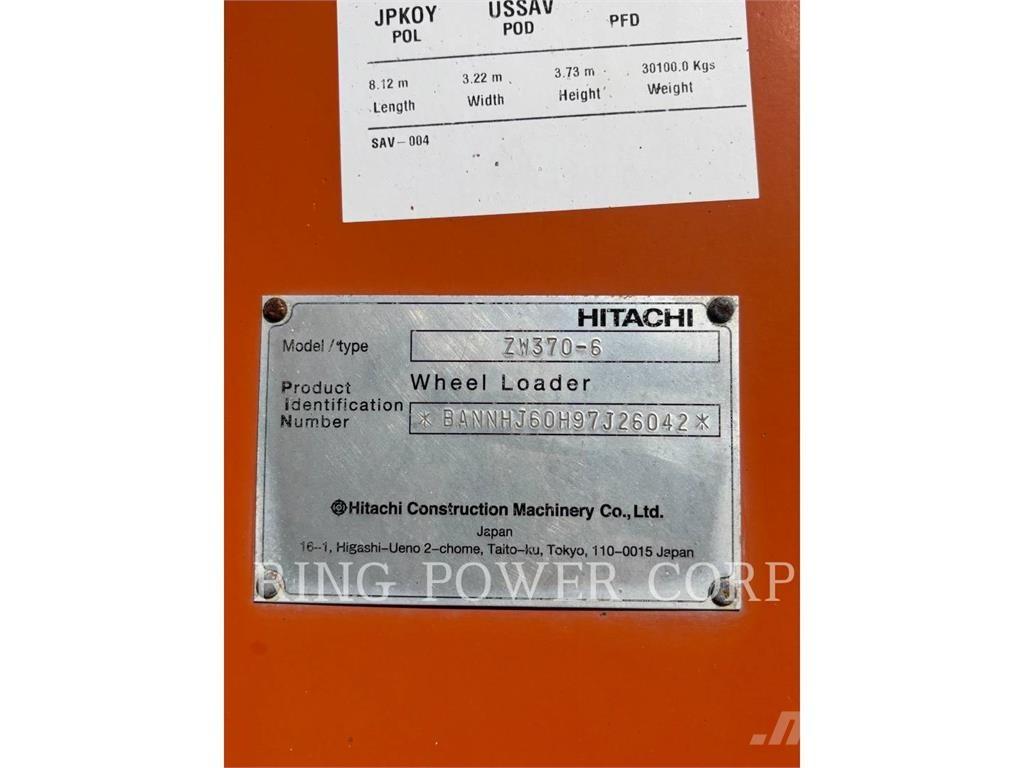 JPKOY USSAV PFD
POL POD
8.12 m 3.22 m 3.73 m 30100.0 Kgs
Length Width Height Weight
SAV-004
HITACHI
Model/type ZW370-6
Wheel Loader
Product
Identification
Number *BANNHJ60H97J26042*
Hitachi Construction Machinery Co.,Ltd.
Japan
16-1, Higashi-Ueno 2-chome, Taito-ku, Tokyo, 110-0015 Japan
BING POWER CORP